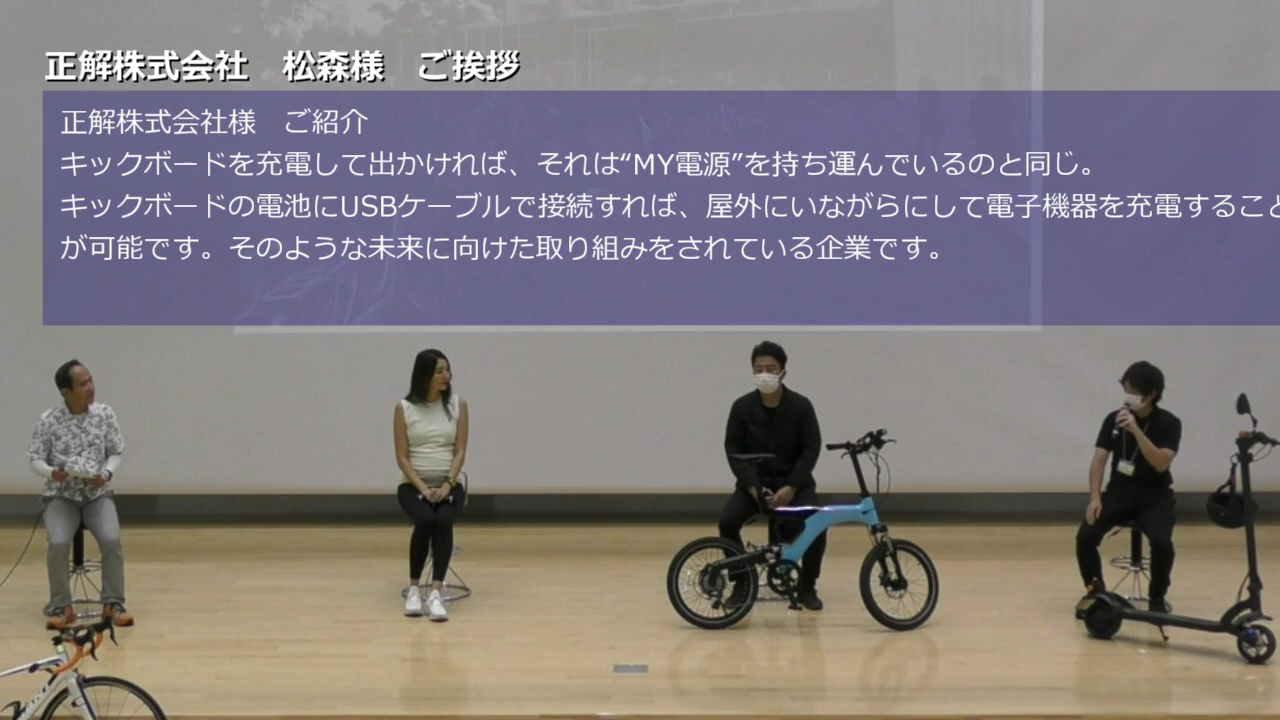 正解株式会社　松森様　ご挨拶
正解株式会社様　ご紹介
キックボードを充電して出かければ、それは“MY電源”を持ち運んでいるのと同じ。
キックボードの電池にUSBケーブルで接続すれば、屋外にいながらにして電子機器を充電すること
が可能です。そのような未来に向けた取り組みをされている企業です。